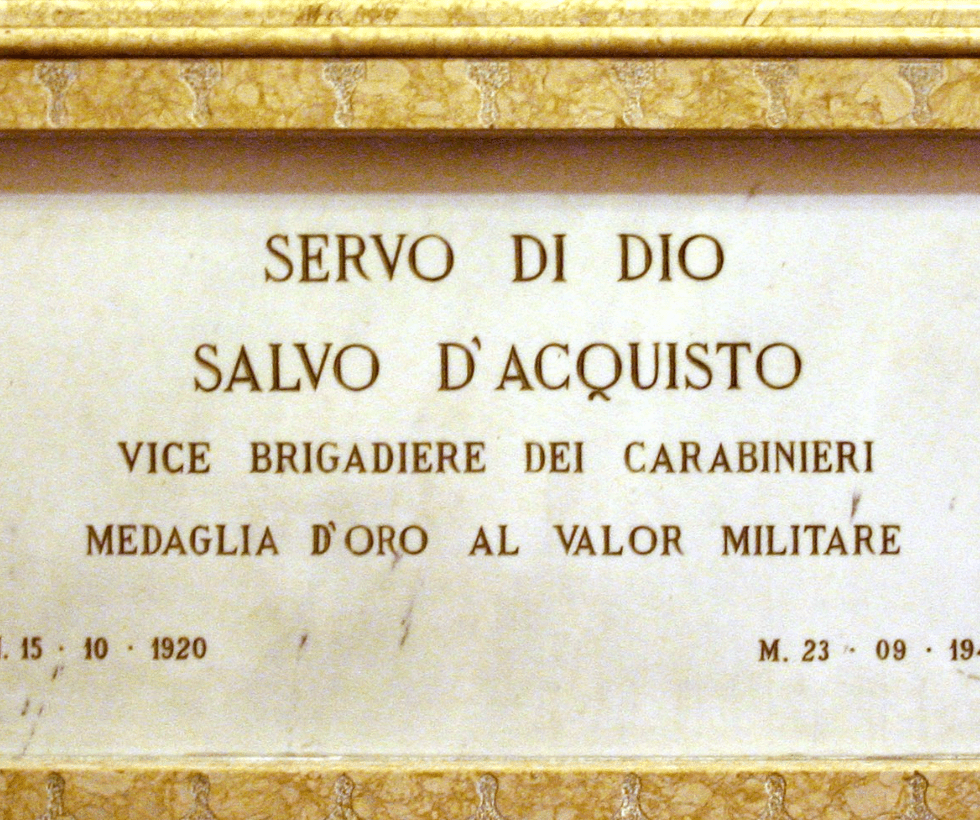 SERVO DI DIO
SALVO D'ACQUISTO
VICE BRIGADIERE DEI CARABINIERI
MEDAGLIA D'ORO AL VALOR MILITARE
N. 15 · 10 · 1920 M. 23 · 09 ·